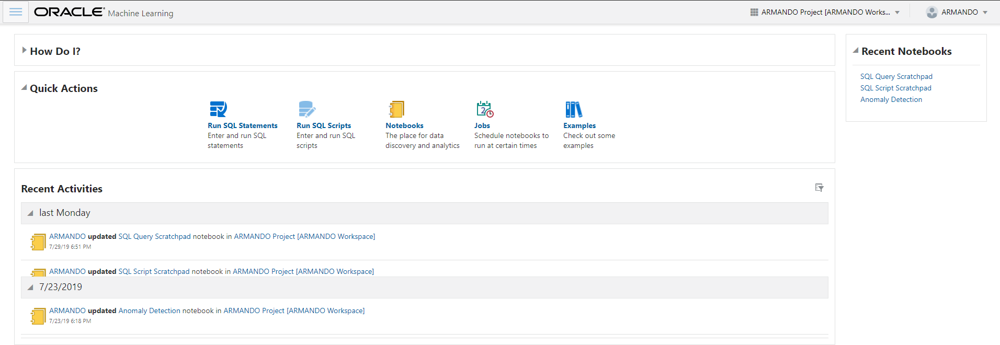 ORACLE® Machine Learning
ARMANDO Project [ARMANDO Works...
ARMANDO
How Do I?
Quick Actions
Run SQL Statements
Enter and run SQL
statements
Run SQL Scripts
Enter and run SQL
scripts
Notebooks
The place for data
discovery and analytics
2
Jobs
Schedule notebooks to
run at certain times
Examples
Check out some
examples
Recent Activities
last Monday
ARMANDO updated SQL Query Scratchpad notebook in ARMANDO Project [ARMANDO Workspace]
7/29/19 6:51 PM
ARMANDO updated SQL Script Scratchpad notebook in ARMANDO Project [ARMANDO Workspace]
7/23/2019
ARMANDO updated Anomaly Detection notebook in ARMANDO Project [ARMANDO Workspace]
7/23/19 6:18 PM
Recent Notebooks
SQL Query Scratchpad
SQL Script Scratchpad
Anomaly Detection